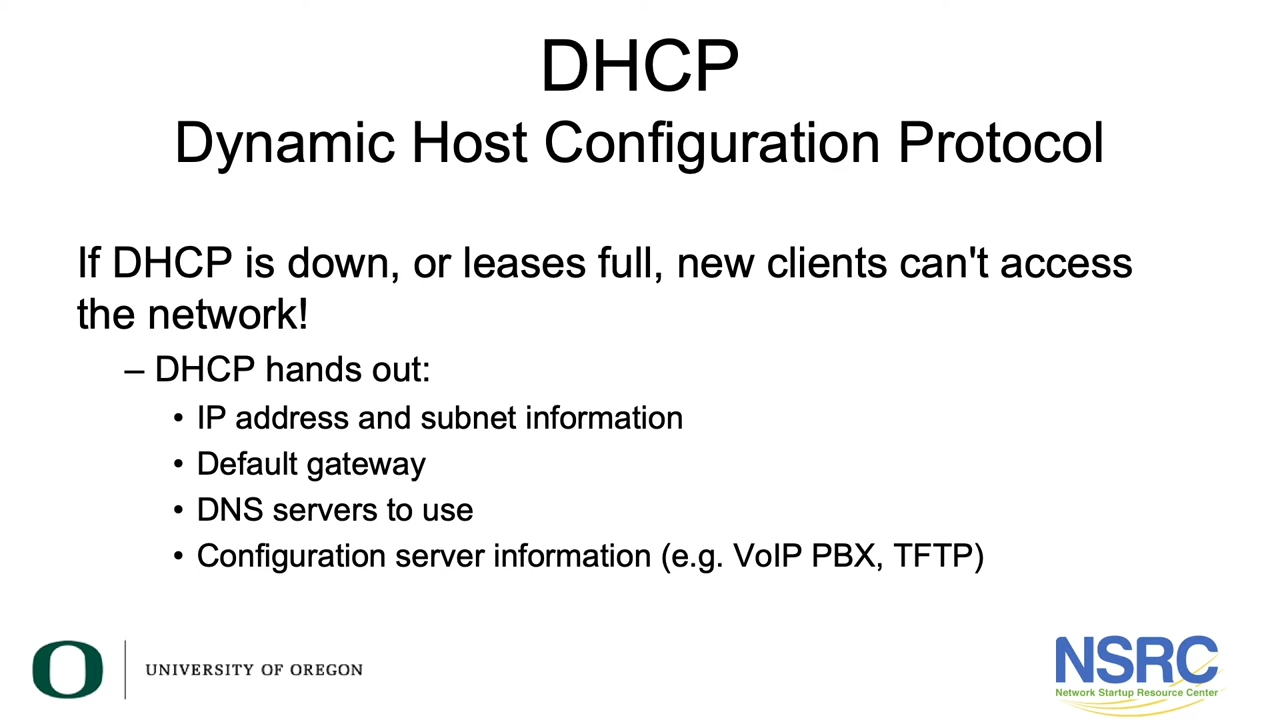 DHCP
Dynamic Host Configuration Protocol
If DHCP is down, or leases full, new clients can't access
the network!
– DHCP hands out:
• IP address and subnet information
• Default gateway
• DNS servers to use
• Configuration server information (e.g. VoIP PBX, TFTP)
O
UNIVERSITY OF OREGON
NSRC
Network Startup Resource Center